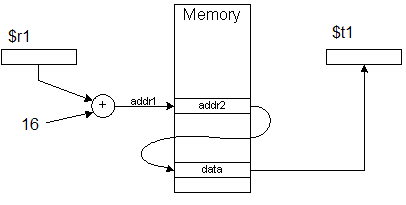 $r1
Memory
$t1
addr1
addr2
+
16
data